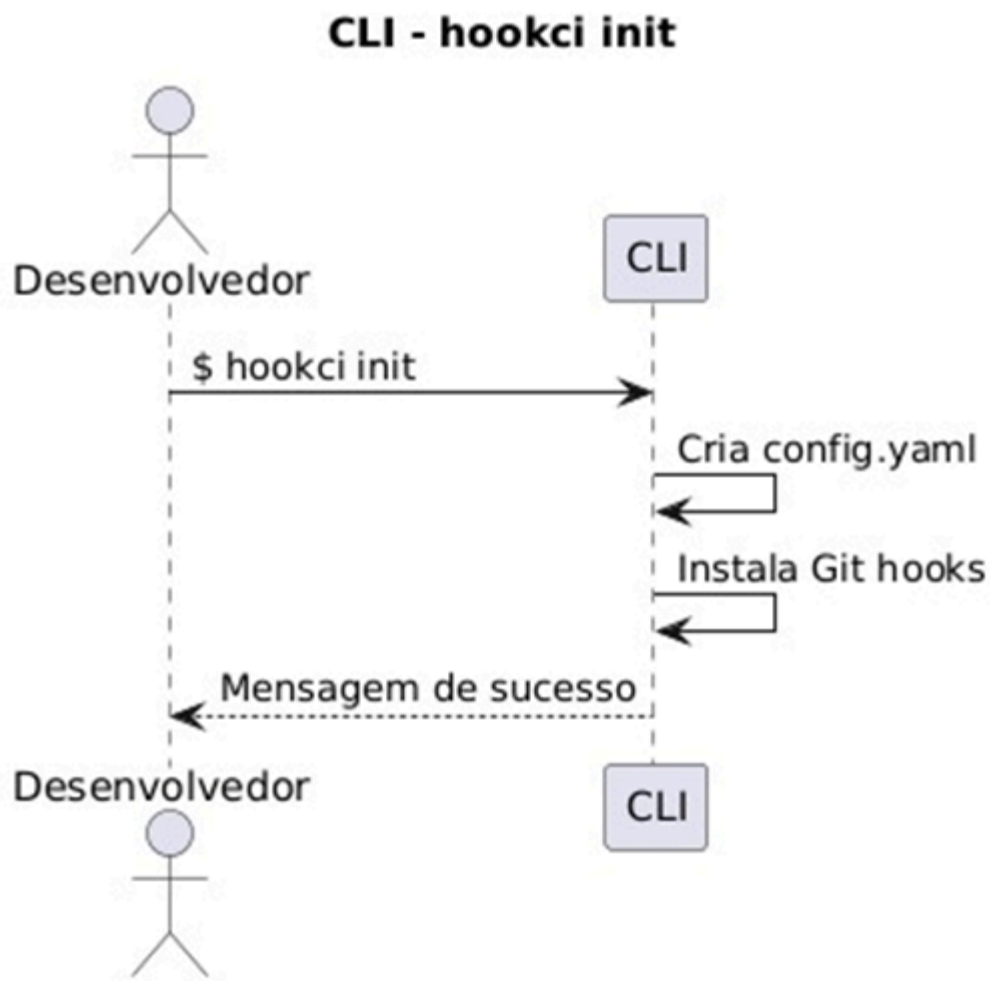 CLI - hookci init
Desenvolvedor
CLI
$ hookci init
Cria config.yaml
Instala Git hooks
Mensagem de sucesso
Desenvolvedor
CLI